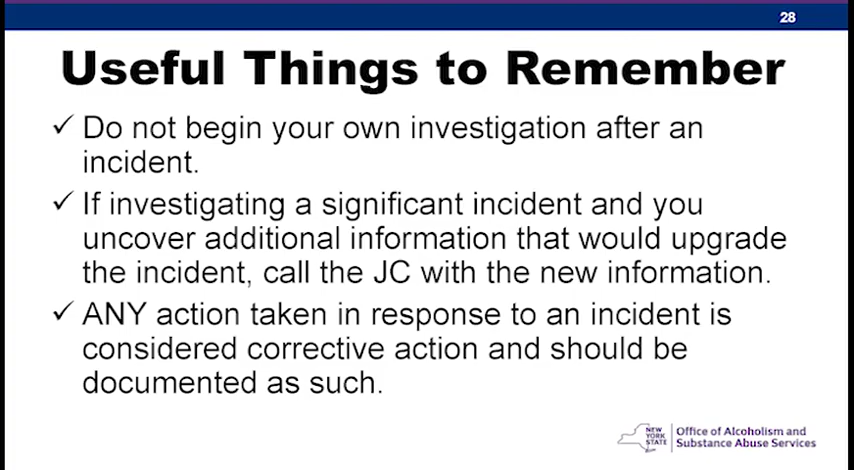 28
Useful Things to Remember
✓ Do not begin your own investigation after an
incident.
✓ If investigating a significant incident and you
uncover additional information that would upgrade
the incident, call the JC with the new information.
✓ ANY action taken in response to an incident is
considered corrective action and should be
documented as such.
NEW
YORK
STATE
Office of Alcoholism and
Substance Abuse Services